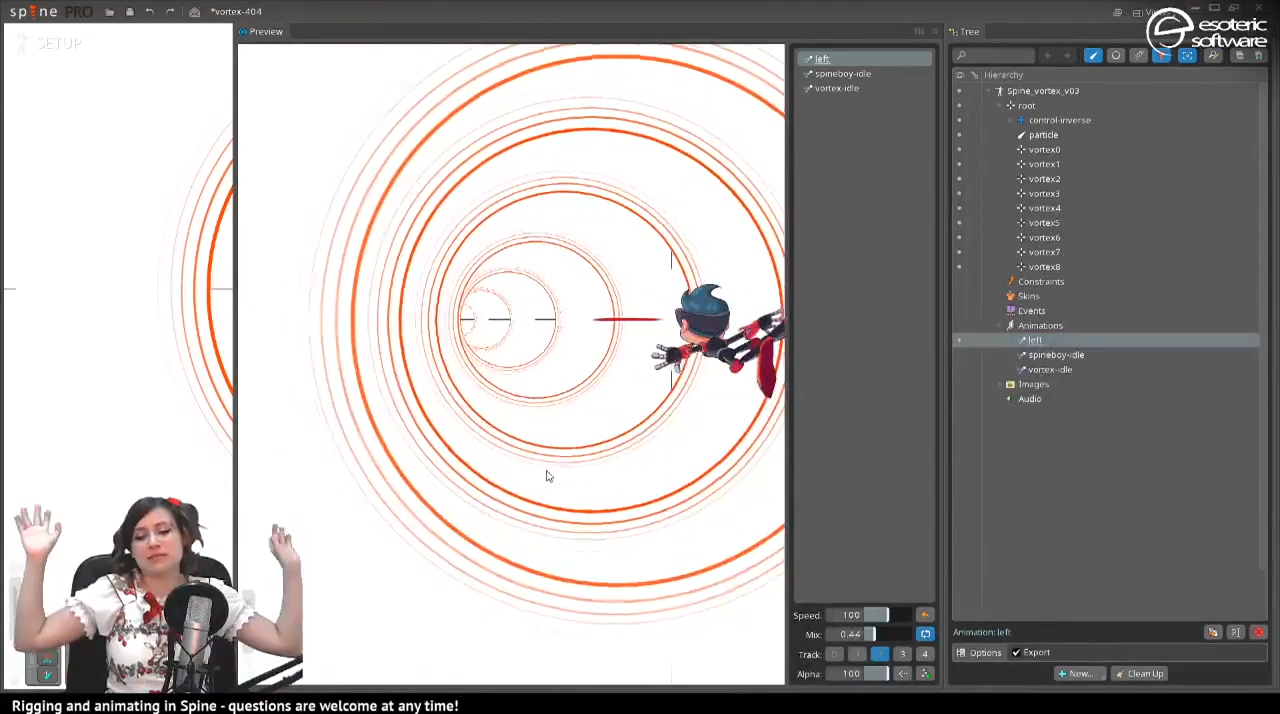 spine PRO
*vortex-404
View
esoteric
software
SETUP
Preview
left
spineboy-idle
vortex-idle
Speed:
100
Mix:
0.44
Track:
0
1
2
3
4
Alpha:
100
Tree
Hierarchy
Spine_vortex_v03
root
control-inverse
particle
vortex0
vortex1
vortex2
vortex3
vortex4
vortex5
vortex6
vortex7
vortex8
Constraints
Skins
Events
Animations
left
spineboy-idle
vortex-idle
Images
Audio
Animation: left
Options
Export
New...
Clean Up
Rigging and animating in Spine - questions are welcome at any time!